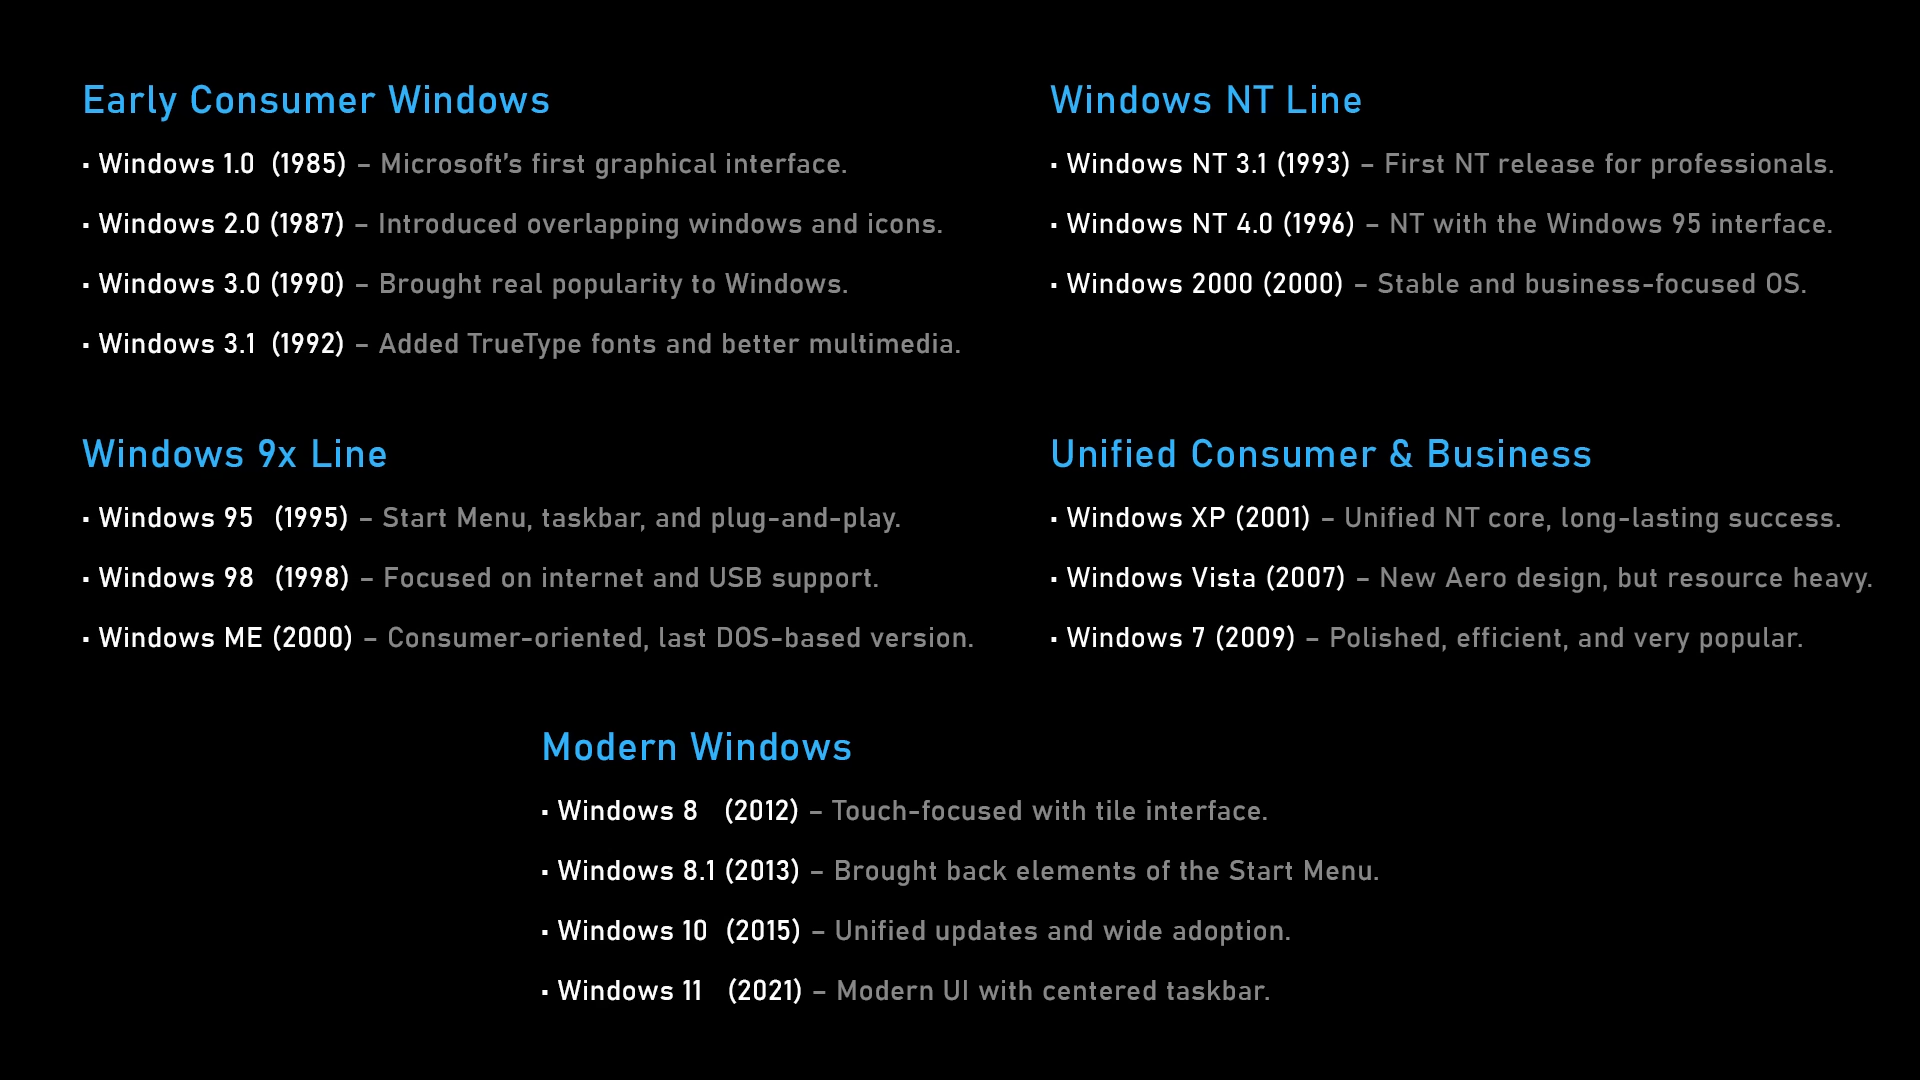 Early Consumer Windows
▪ Windows 1.0 (1985) – Microsoft’s first graphical interface.
▪ Windows 2.0 (1987) – Introduced overlapping windows and icons.
▪ Windows 3.0 (1990) – Brought real popularity to Windows.
▪ Windows 3.1 (1992) – Added TrueType fonts and better multimedia.
Windows NT Line
▪ Windows NT 3.1 (1993) – First NT release for professionals.
▪ Windows NT 4.0 (1996) – NT with the Windows 95 interface.
▪ Windows 2000 (2000) – Stable and business-focused OS.
Windows 9x Line
▪ Windows 95 (1995) – Start Menu, taskbar, and plug-and-play.
▪ Windows 98 (1998) – Focused on internet and USB support.
▪ Windows ME (2000) – Consumer-oriented, last DOS-based version.
Unified Consumer & Business
▪ Windows XP (2001) – Unified NT core, long-lasting success.
▪ Windows Vista (2007) – New Aero design, but resource heavy.
▪ Windows 7 (2009) – Polished, efficient, and very popular.
Modern Windows
▪ Windows 8 (2012) – Touch-focused with tile interface.
▪ Windows 8.1 (2013) – Brought back elements of the Start Menu.
▪ Windows 10 (2015) – Unified updates and wide adoption.
▪ Windows 11 (2021) – Modern UI with centered taskbar.